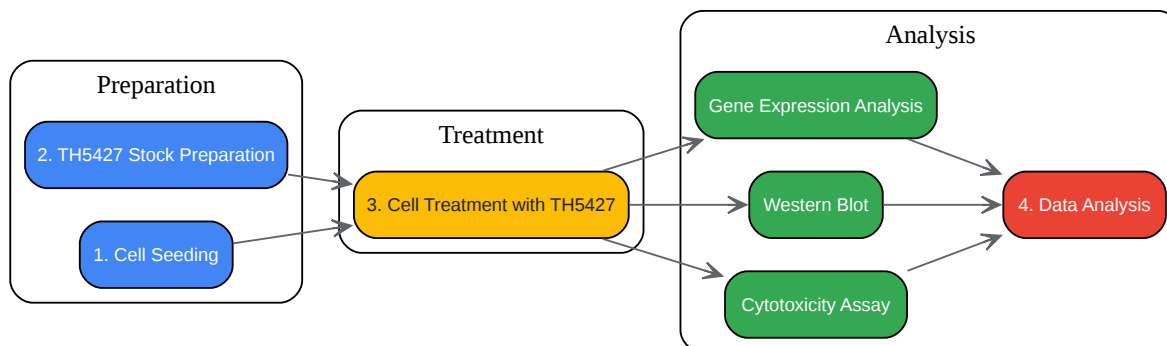 Preparation
2. TH5427 Stock Preparation
1. Cell Seeding
Treatment
3. Cell Treatment with TH5427
Analysis
Gene Expression Analysis
Western Blot
Cytotoxicity Assay
4. Data Analysis